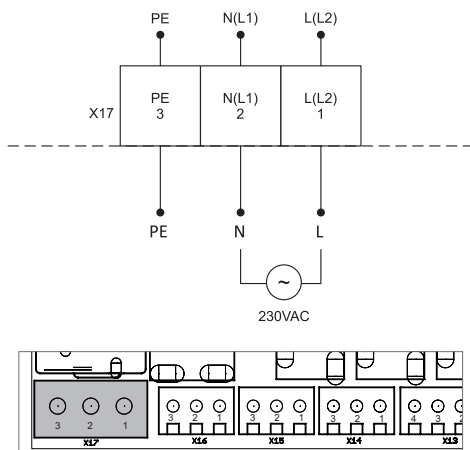 PE N(L1) L(L2)
X17
PE N(L1) L(L2)
3 2 1
PE N L
~
230VAC
3 2 1 3 2 1 3 2 1 3 2 1 4 3 2
X17 X16 X15 X14 X13